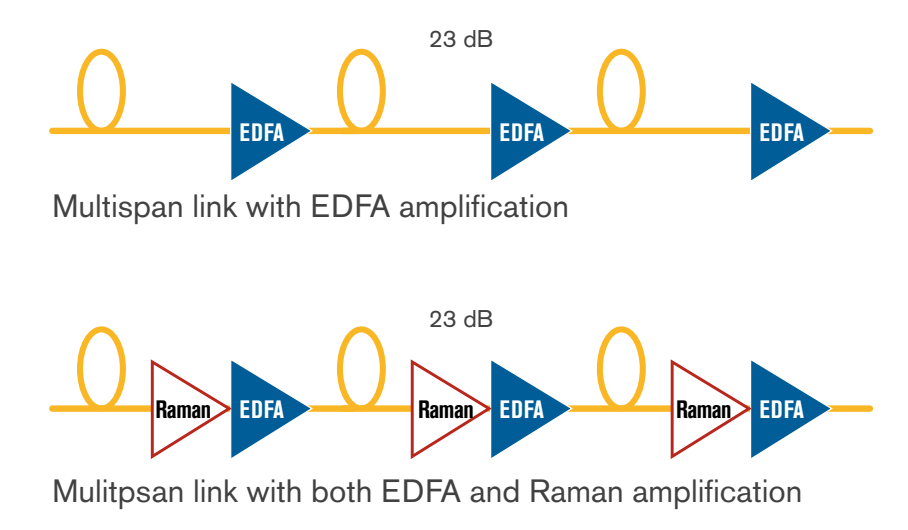 23 dB
EDFA EDFA EDFA
Multispan link with EDFA amplification
23 dB
Raman EDFA Raman EDFA Raman EDFA
Mulitpsan link with both EDFA and Raman amplification